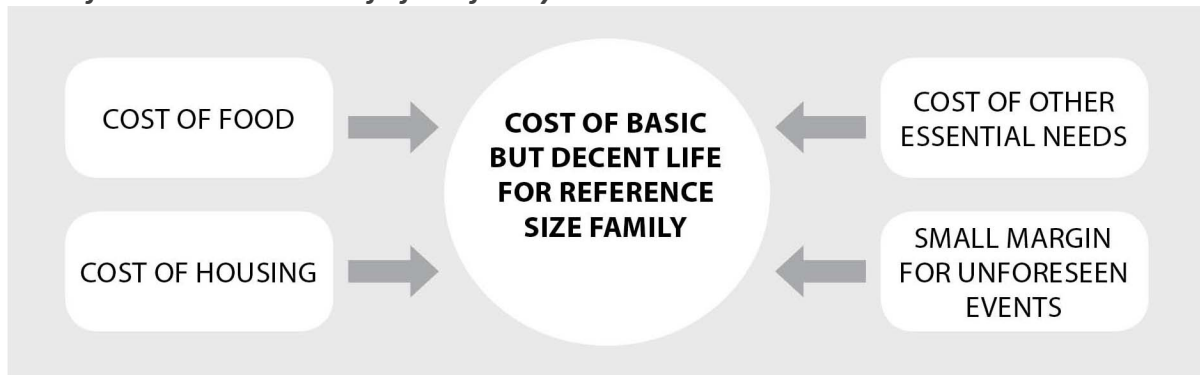 COST OF FOOD
COST OF HOUSING
COST OF BASIC
BUT DECENT LIFE
FOR REFERENCE
SIZE FAMILY
COST OF OTHER
ESSENTIAL NEEDS
SMALL MARGIN
FOR UNFORESEEN
EVENTS